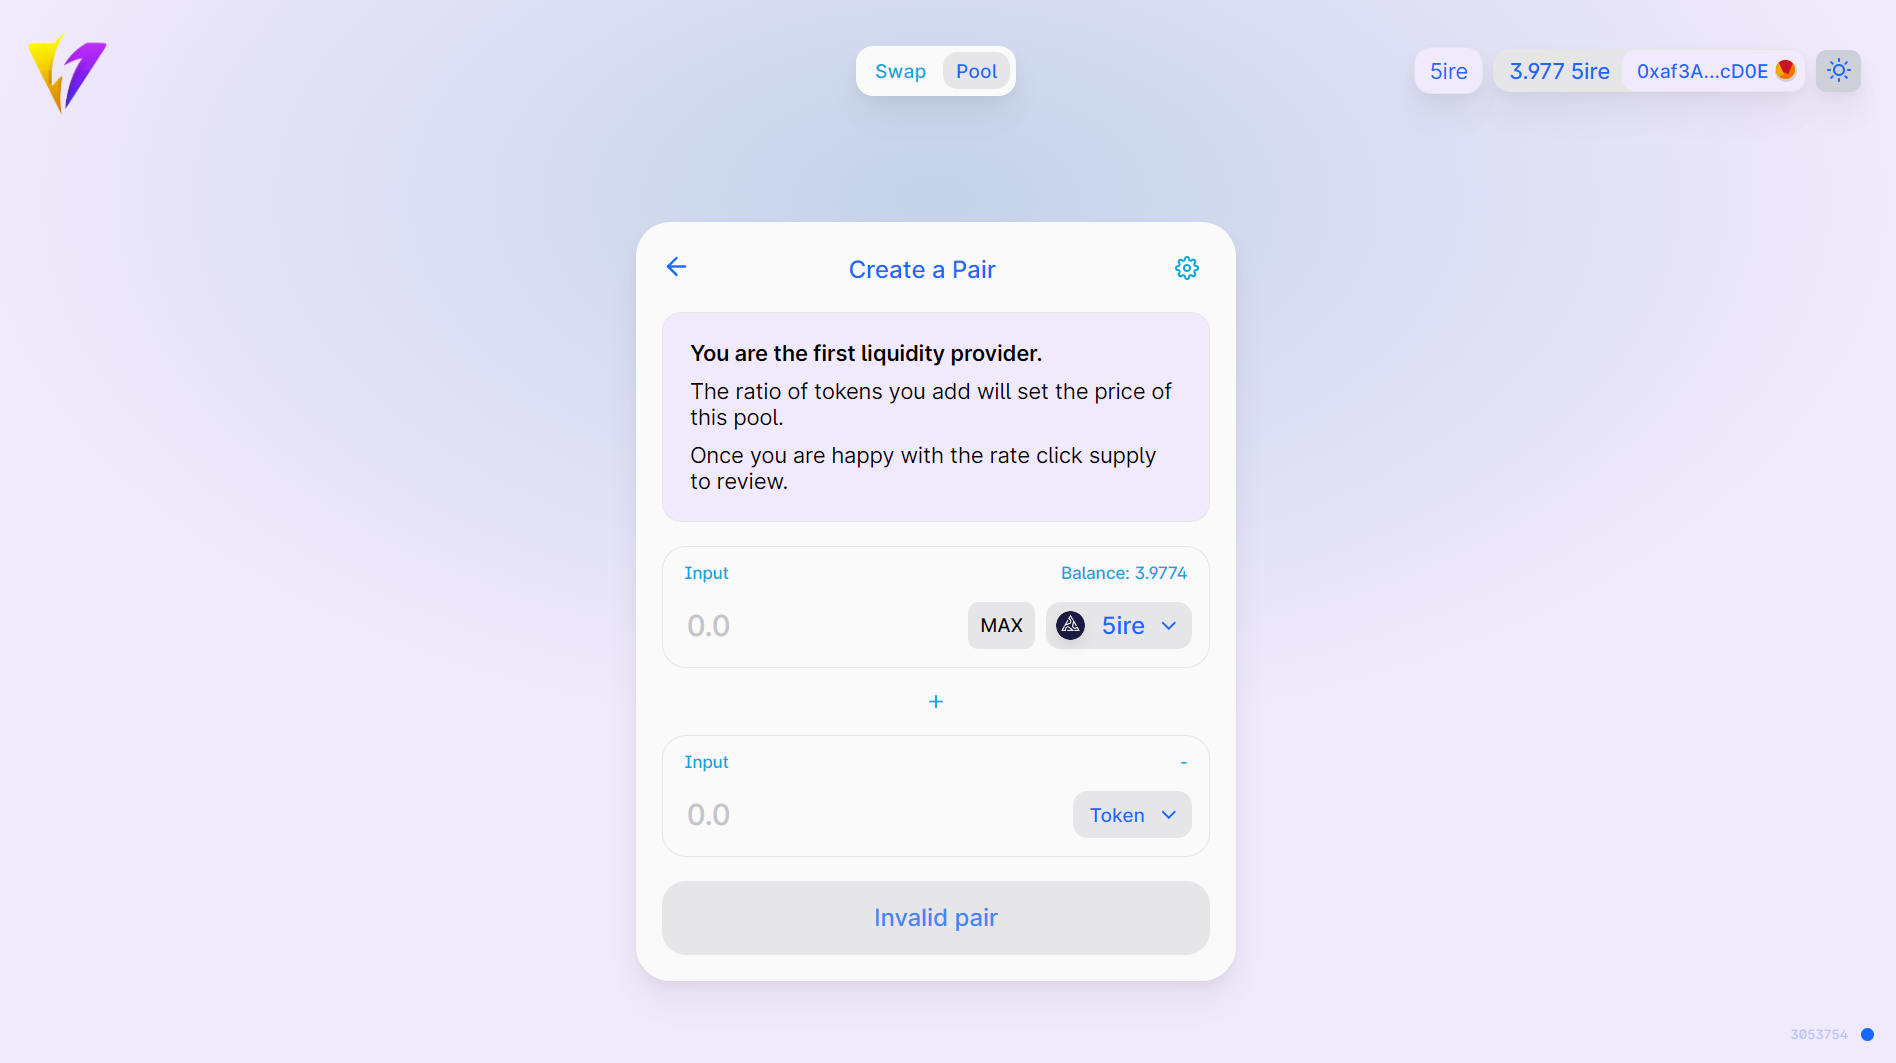 Swap
Pool
5ire
3.977 5ire
0xaf3A...cD0E
Create a Pair
You are the first liquidity provider.
The ratio of tokens you add will set the price of
this pool.
Once you are happy with the rate click supply
to review.
Input
Balance: 3.9774
0.0
MAX
5ire
+
Input
-
0.0
Token
Invalid pair
3053754